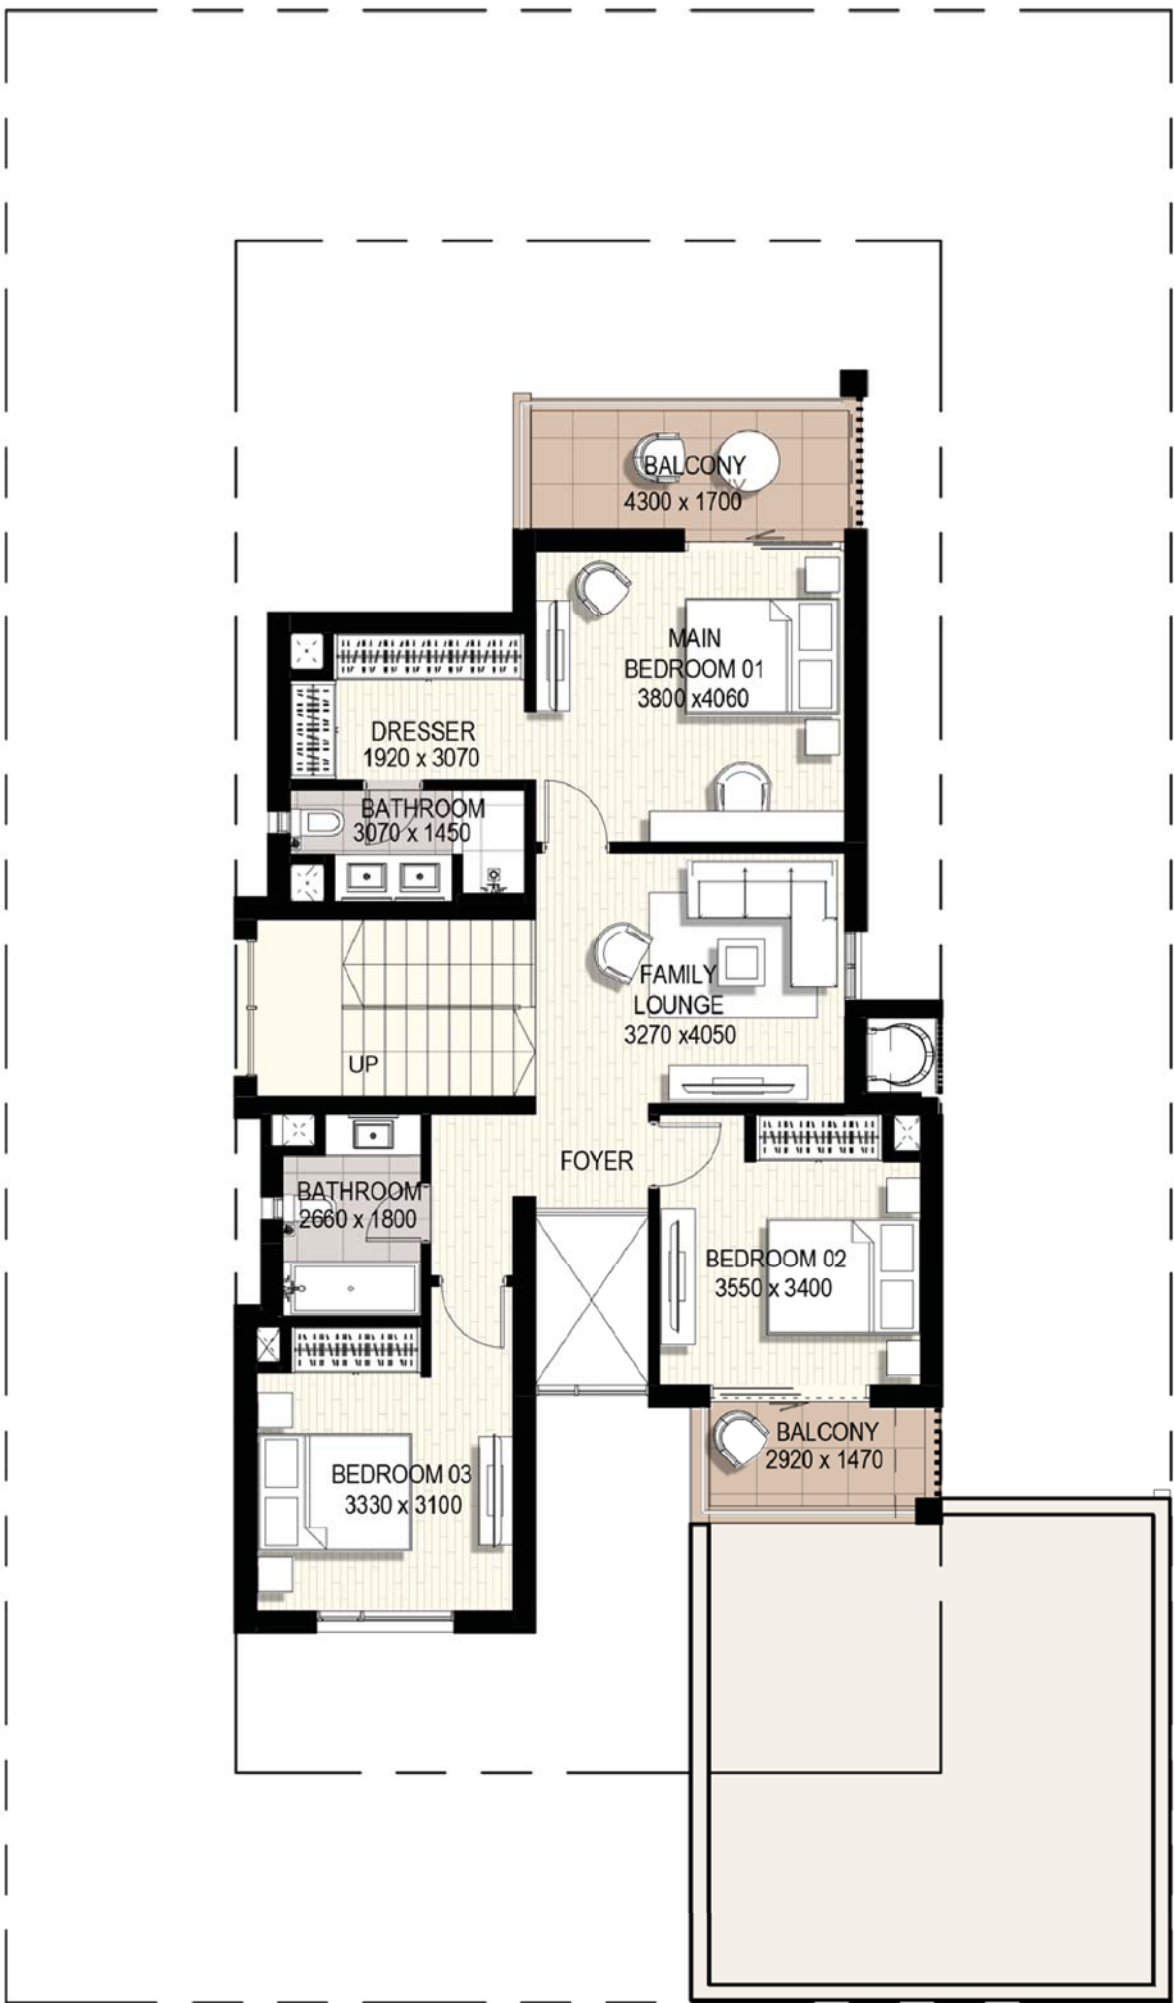 BALCONY
4300 x 1700
MAIN
BEDROOM 01
3800 x4060
DRESSER
1920 x 3070
BATHROOM
3070 x 1450
FAMILY
LOUNGE
3270 x4050
UP
FOYER
BATHROOM
2660 x 1800
BEDROOM 02
3550 x 3400
BALCONY
2920 x 1470
BEDROOM 03
3330 x 3100